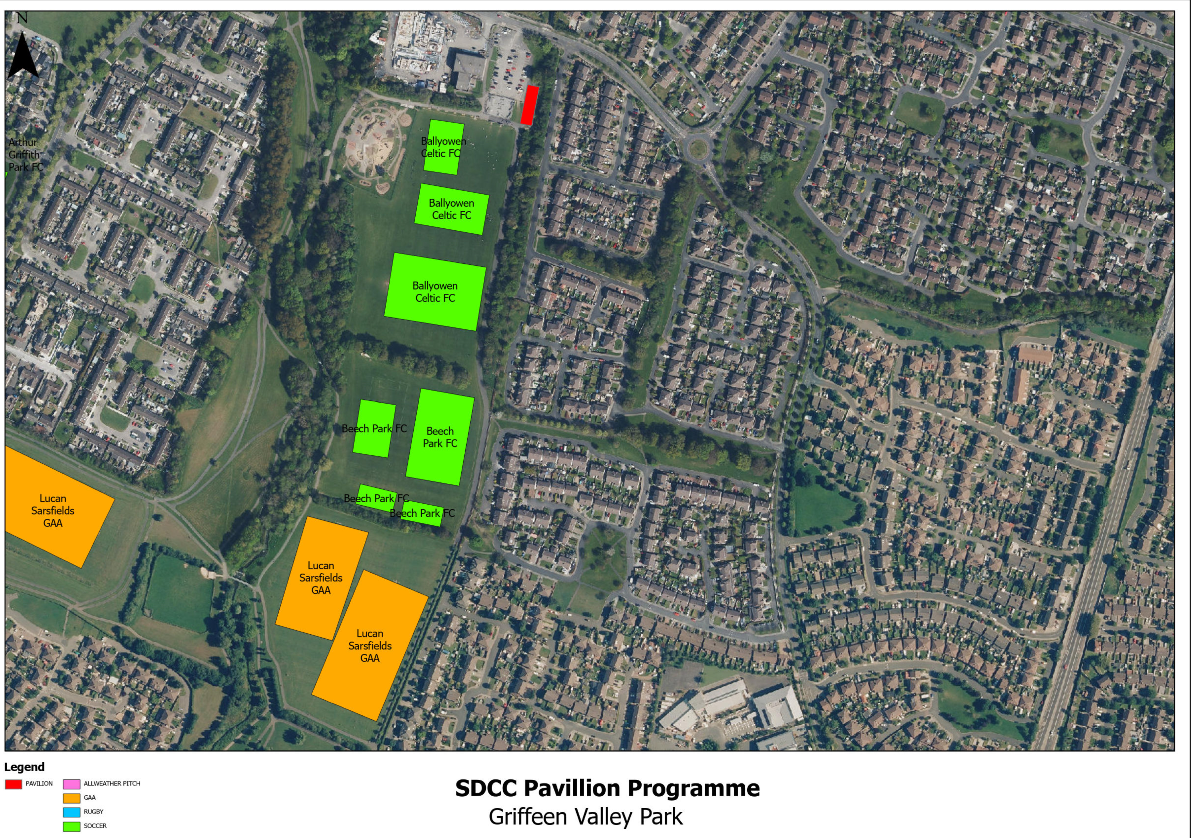 N
Arthur
Griffith
Park FC
Ballyowen
Celtic FC
Ballyowen
Celtic FC
Ballyowen
Celtic FC
Beech Park FC
Beech
Park FC
Beech Park FC
Beech Park FC
Lucan
Sarsfields
GAA
Lucan
Sarsfields
GAA
Lucan
Sarsfields
GAA
Legend
PAVILION
ALLWEATHER PITCH
GAA
RUGBY
SOCCER
SDCC Pavillion Programme
Griffeen Valley Park